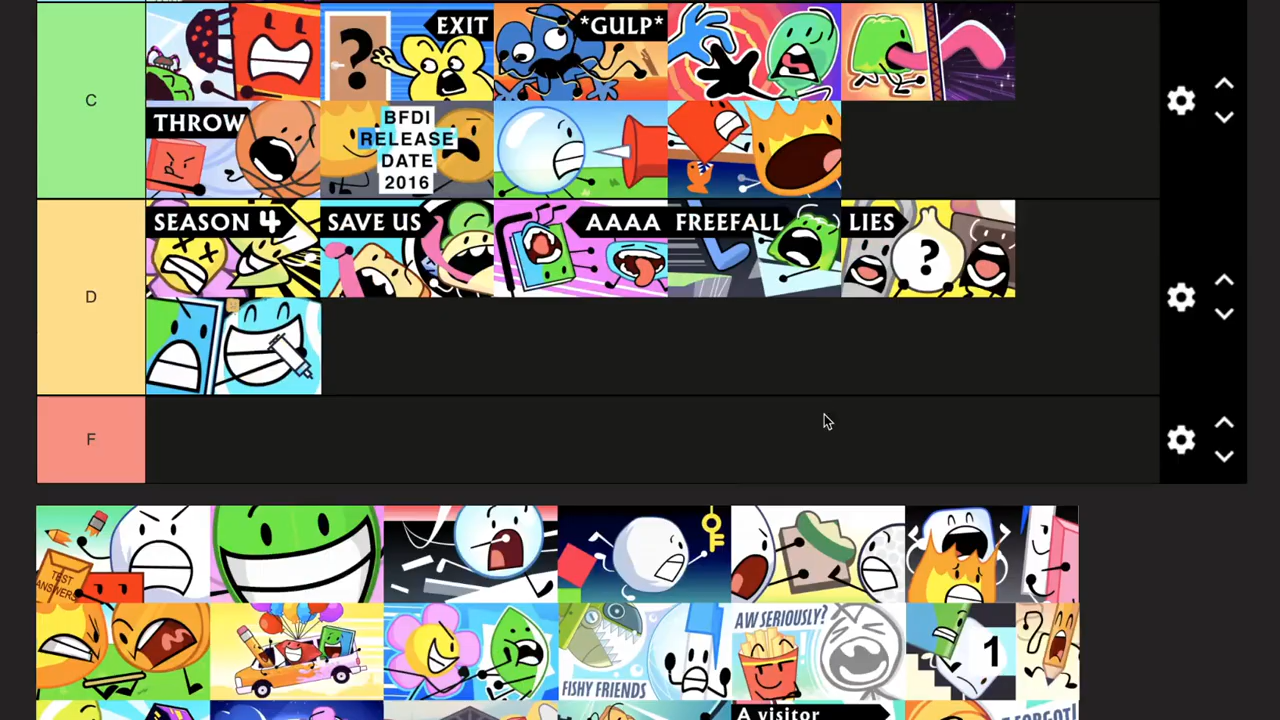 C
EXIT
*GULP*
THROW
BFDI
RELEASE
DATE
2016
D
SEASON 4
SAVE US
AAAA
FREEFALL
LIES
?
?
F
TEST
ANSWERS
FISHY FRIENDS
AW SERIOUSLY?
1
A visitor
FORGOT!